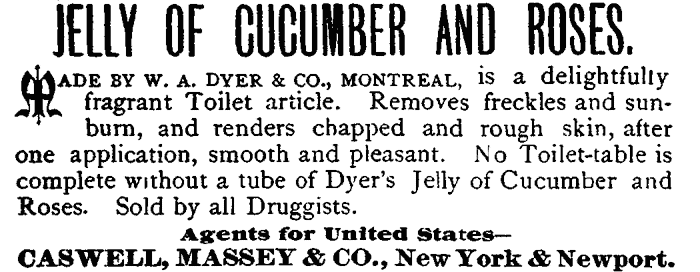 JELLY OF CUCUMBER AND ROSES.
MADE BY W. A. DYER & CO., MONTREAL, is a delightfully
fragrant Toilet article. Removes freckles and sun-
burn, and renders chapped and rough skin, after
one application, smooth and pleasant. No Toilet-table is
complete without a tube of Dyer's Jelly of Cucumber and
Roses. Sold by all Druggists.
Agents for United States—
CASWELL, MASSEY & CO., New York & Newport.